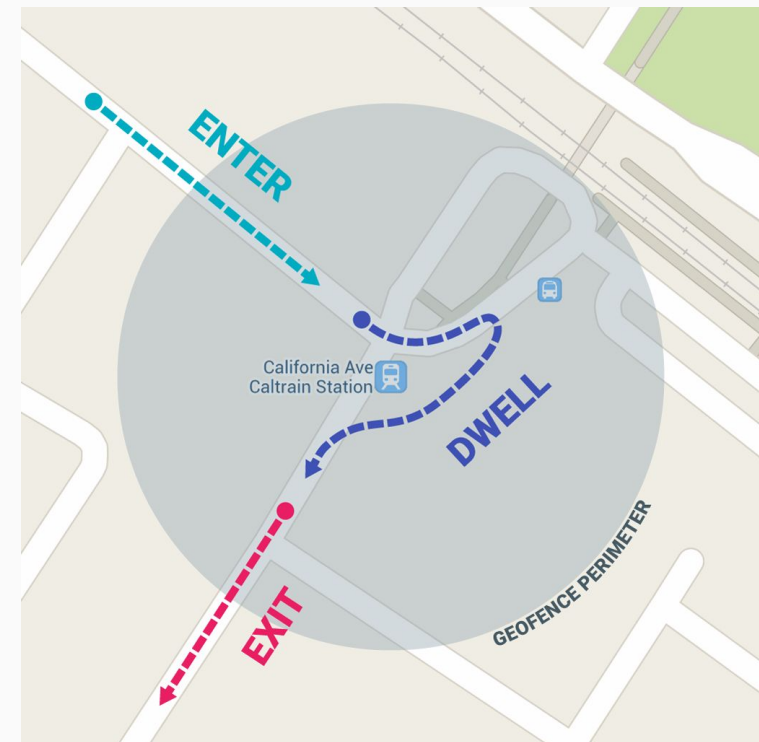 ENTER
California Ave
Caltrain Station
DWELL
GEOFENCE PERIMETER
EXIT